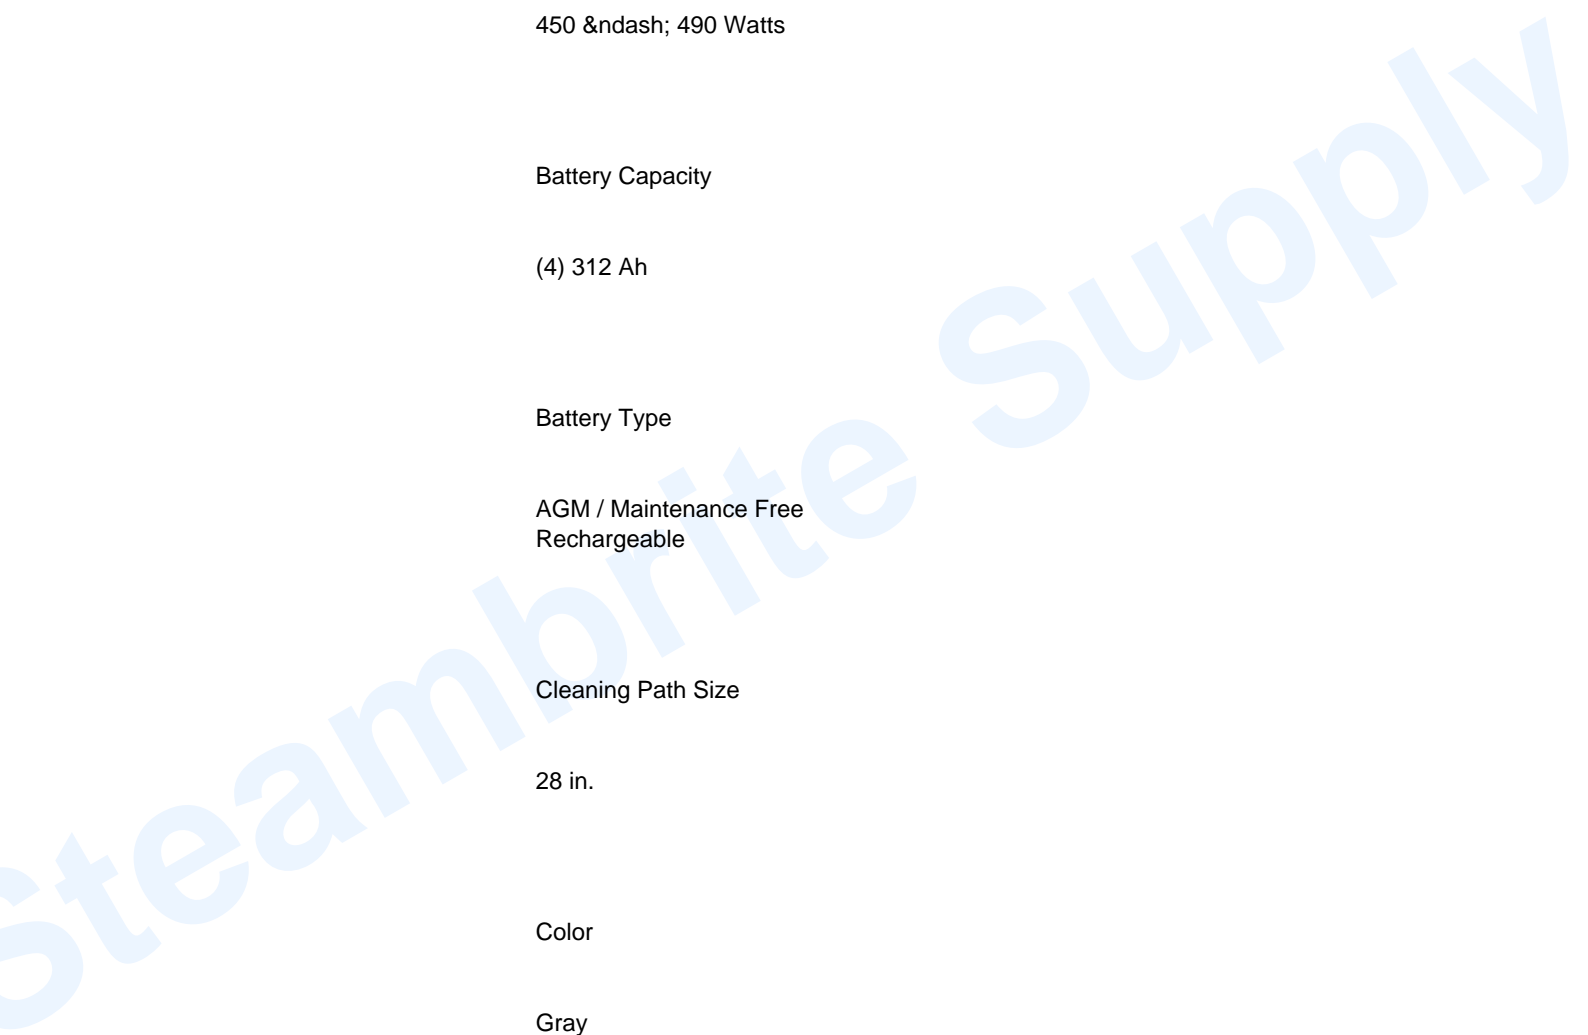 450 &ndash; 490 Watts
Battery Capacity
(4) 312 Ah
Battery Type
AGM / Maintenance Free
Rechargeable
Cleaning Path Size
28 in.
Color
Gray
Steambrite Supply